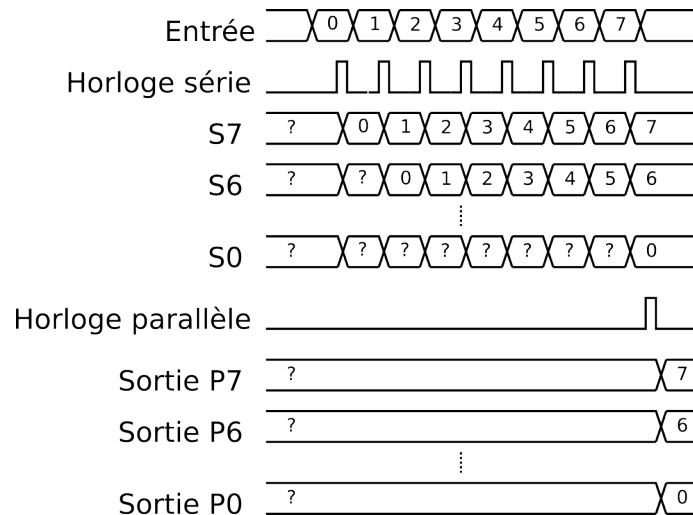 Entrée 0 1 2 3 4 5 6 7
Horloge série
S7 ? 0 1 2 3 4 5 6 7
S6 ? ? 0 1 2 3 4 5 6
S0 ? ? ? ? ? ? ? ? 0
Horloge parallèle
Sortie P7 ? 7
Sortie P6 ? 6
Sortie P0 ? 0